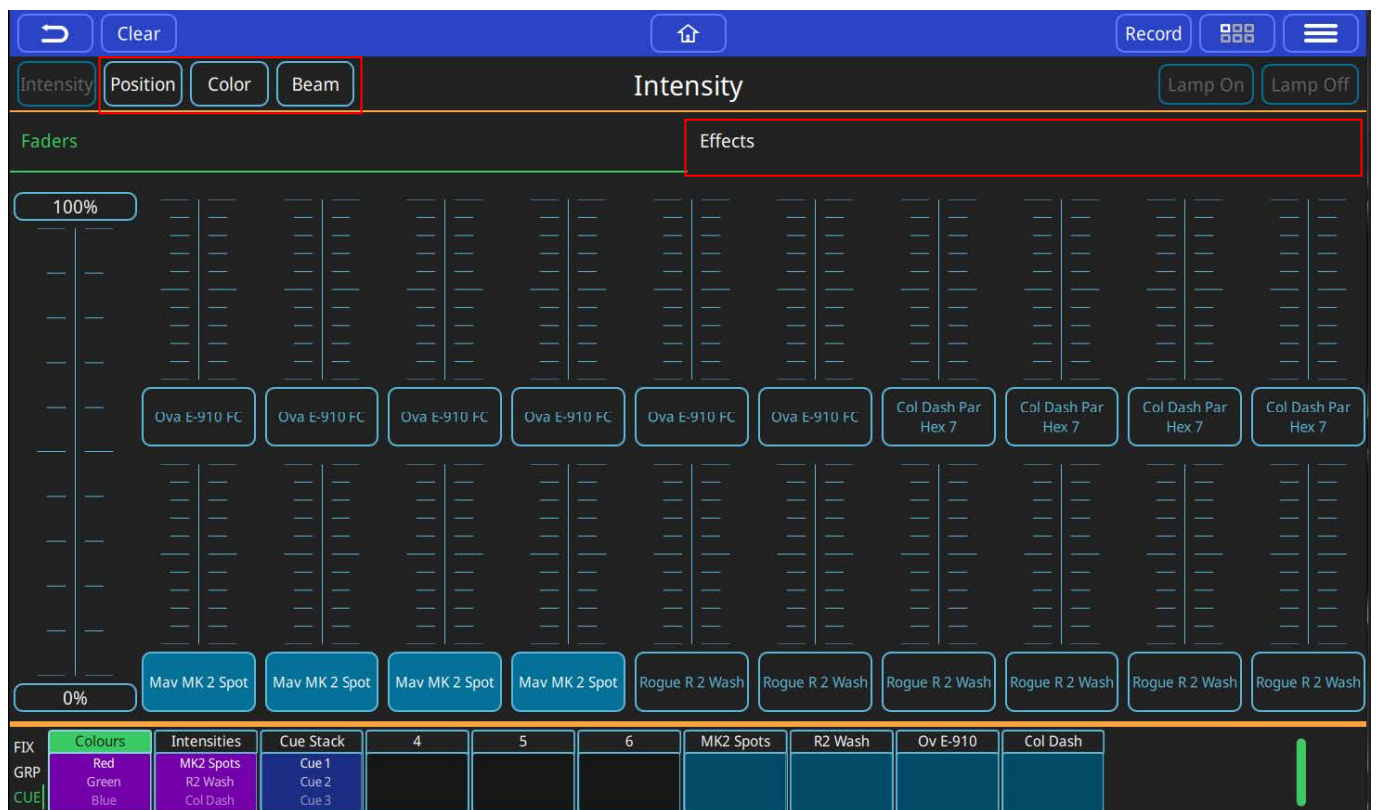 Clear
Record
Intensity Position Color Beam
Intensity
Lamp On Lamp Off
Faders
Effects
100%
Ova E-910 FC Ova E-910 FC Ova E-910 FC Ova E-910 FC Ova E-910 FC Ova E-910 FC Col Dash Par Hex 7 Col Dash Par Hex 7 Col Dash Par Hex 7 Col Dash Par Hex 7
0%
Mav MK 2 Spot Mav MK 2 Spot Mav MK 2 Spot Mav MK 2 Spot Rogue R 2 Wash Rogue R 2 Wash Rogue R 2 Wash Rogue R 2 Wash Rogue R 2 Wash Rogue R 2 Wash
FIX
GRP
CUE
Colours
Red
Green
Blue
Intensities
MK2 Spots
R2 Wash
Col Dash
Cue Stack
Cue 1
Cue 2
Cue 3
4
5
6
MK2 Spots
R2 Wash
Ov E-910
Col Dash